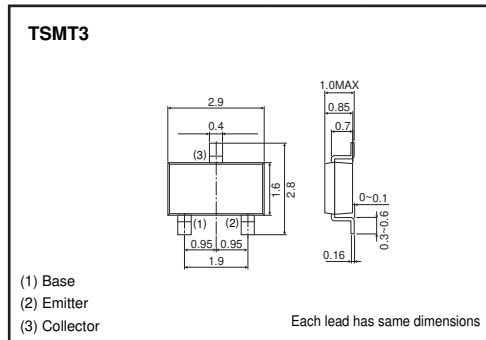 TSMT3
1.0MAX
2.9
0.85
0.4
0.7
(3)
1.6
2.8
0~0.1
(1)
(2)
0.3~0.6
0.95
0.95
0.16
1.9
(1) Base
(2) Emitter
(3) Collector
Each lead has same dimensions